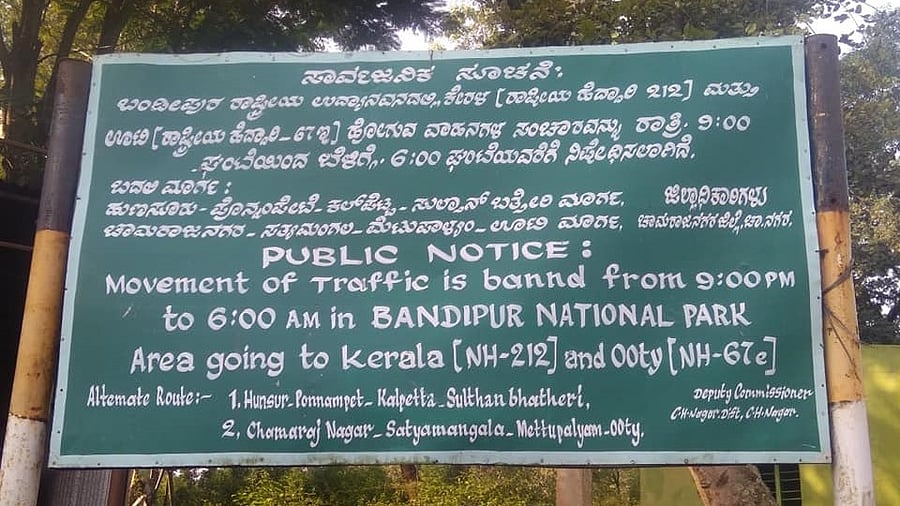 ಸಾರ್ವಜನಿಕ ಸೂಚನೆ:
ಬಂಡೀಪುರ ರಾಷ್ಟ್ರೀಯ ಉದ್ಯಾನವನದಲ್ಲಿ, ಕೇರಳ [ರಾಷ್ಟ್ರೀಯ ಹೆದ್ದಾರಿ 212] ಮತ್ತು
ಊಟಿ [ರಾಷ್ಟ್ರೀಯ ಹೆದ್ದಾರಿ-67ಇ] ಹೋಗುವ ವಾಹನಗಳ ಸಂಚಾರವನ್ನು ರಾತ್ರಿ. 9:00
ಘಂಟೆಯಿಂದ ಬೆಳಿಗ್ಗೆ. 6:00 ಘಂಟೆಯವರೆಗೆ ನಿಷೇಧಿಸಲಾಗಿದೆ.
ಬದಲಿ ಮಾರ್ಗ:
ಹುಣಸೂರು-ಪೊನ್ನಂಪೇಟೆ-ಕಲ್‌ಪೆಟ್ಟ-ಸುಲ್ತಾನ್ ಬತ್ತೇರಿ ಮಾರ್ಗ. ಜಿಲ್ಲಾಧಿಕಾರಿಗಳು
ಚಾಮರಾಜನಗರ-ಸತ್ಯಮಂಗಲ-ಮೆಟುಪಾಳ್ಯಂ-ಊಟಿ ಮಾರ್ಗ. ಚಾಮರಾಜನಗರ ಜಿಲ್ಲೆ, ಚಾ.ನಗರ.
PUBLIC NOTICE:
Movement of Traffic is bannd from 9:00PM
to 6:00 AM in BANDIPUR NATIONAL PARK
Area going to Kerala [NH-212] and Ooty [NH-67e]
Altemate Route:- 1. Hunsur-Ponnampet-Kalpetta-Sulthan bhatheri,
2, Chamaraj Nagar-Satyamangala-Mettupalyam-Ooty.
Deputy Commissioner
CH-Nagar. Dist, C.H.Nagar.